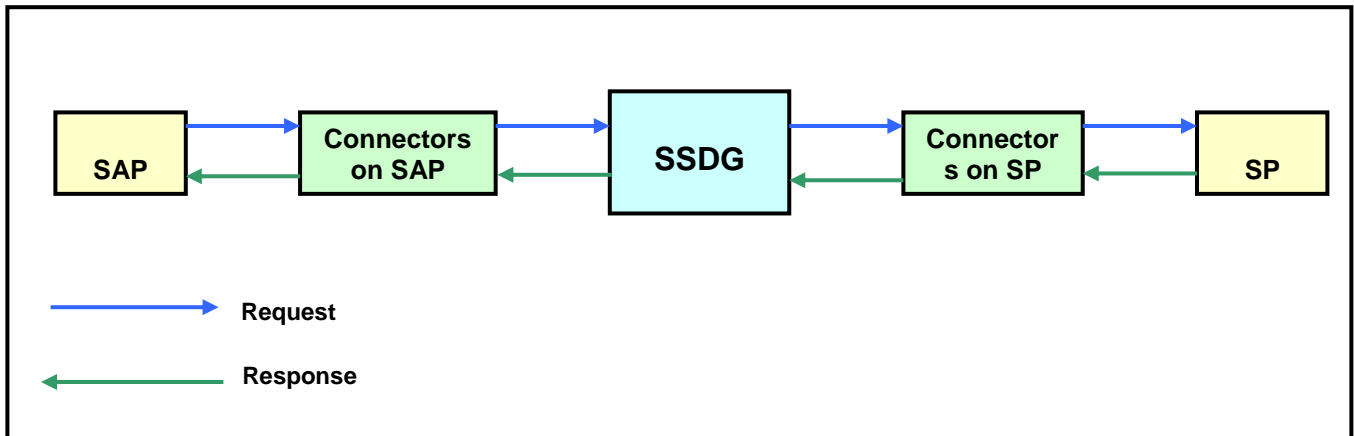 SAP
Connectors
on SAP
SSDG
Connector
s on SP
SP
Request
Response